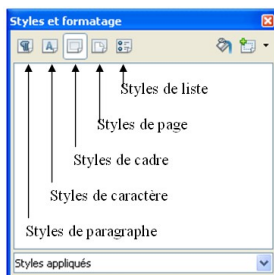 Styles et formatage
Styles de liste
Styles de page
Styles de cadre
Styles de caractère
Styles de paragraphe
Styles appliqués